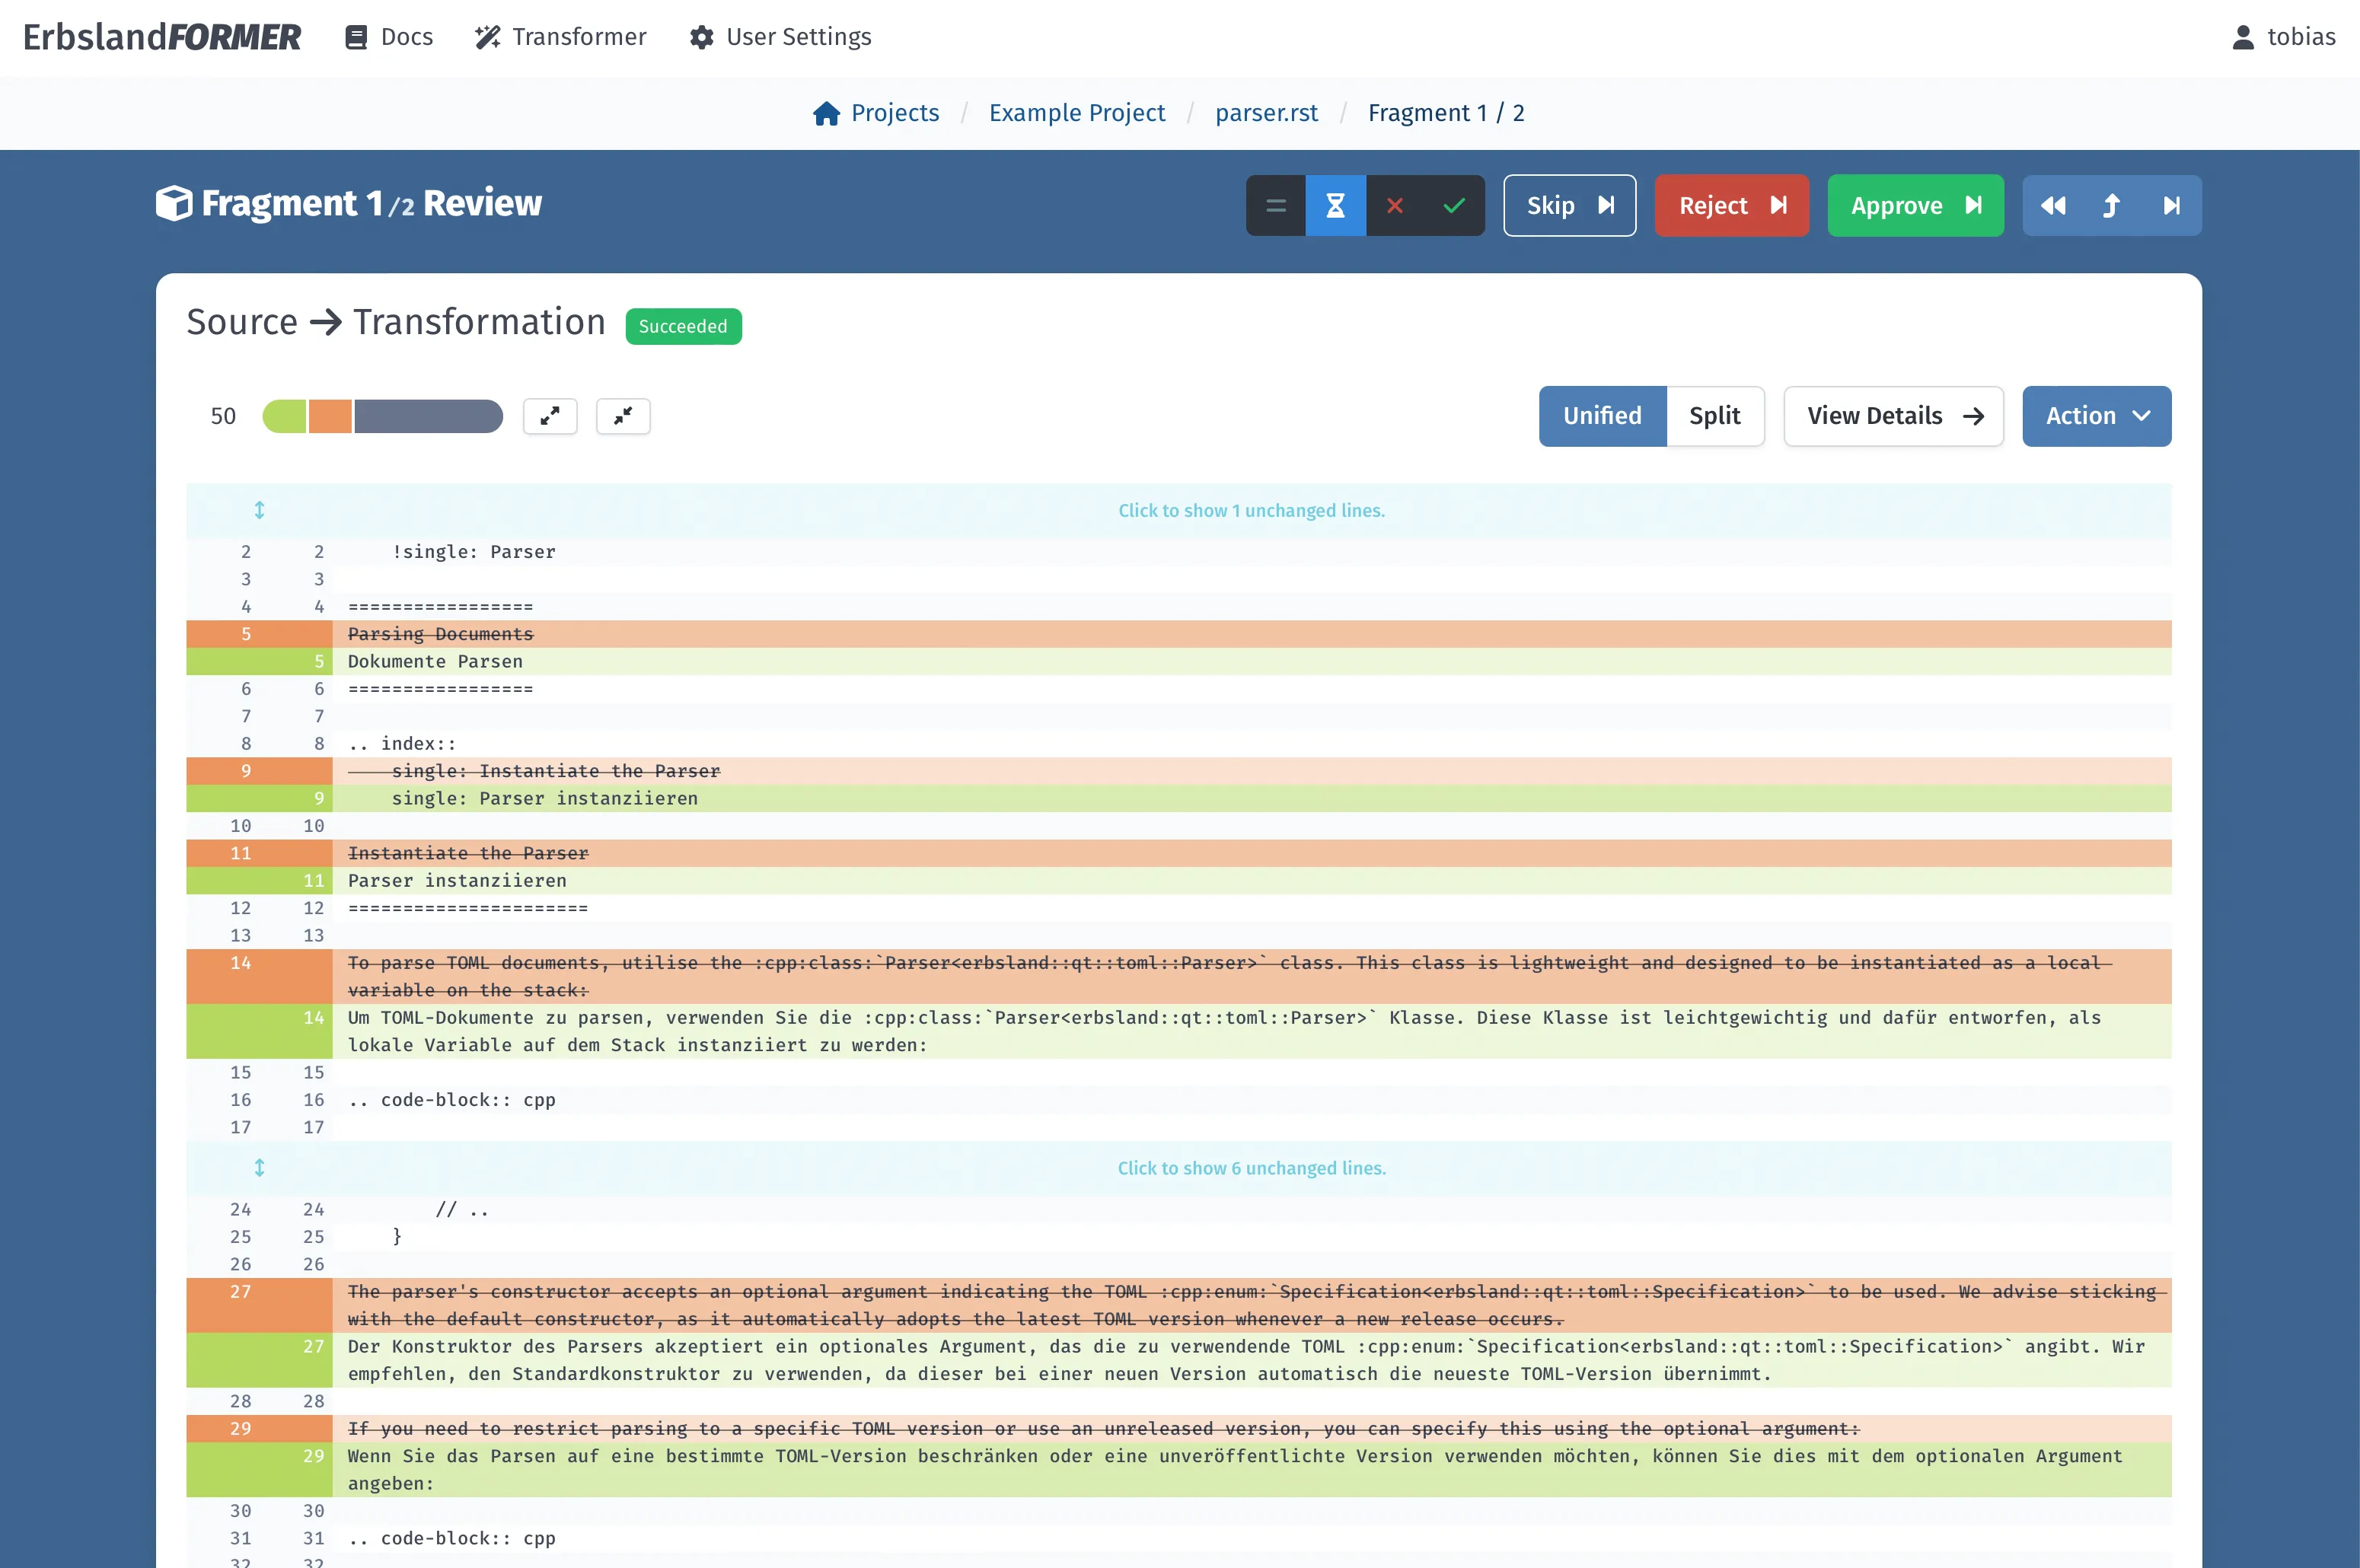 ErbslandFORMER Docs Transformer User Settings tobias
Projects / Example Project / parser.rst / Fragment 1 / 2
Fragment 1/2 Review
Skip Reject Approve
Source → Transformation Succeeded
50 Unified Split View Details → Action
Click to show 1 unchanged lines.
2 2     !single: Parser
3 3
4 4 =================
5 Parsing Documents
5 Dokumente Parsen
6 6 =================
7 7
8 8 .. index::
9     single: Instantiate the Parser
9     single: Parser instanziieren
10 10
11 Instantiate the Parser
11 Parser instanziieren
12 12 ======================
13 13
14 To parse TOML documents, utilise the :cpp:class:`Parser<erbsland::qt::toml::Parser>` class. This class is lightweight and designed to be instantiated as a local
variable on the stack:
14 Um TOML-Dokumente zu parsen, verwenden Sie die :cpp:class:`Parser<erbsland::qt::toml::Parser>` Klasse. Diese Klasse ist leichtgewichtig und dafür entworfen, als
lokale Variable auf dem Stack instanziiert zu werden:
15 15
16 16 .. code-block:: cpp
17 17
Click to show 6 unchanged lines.
24 24         // ..
25 25     }
26 26
27 The parser's constructor accepts an optional argument indicating the TOML :cpp:enum:`Specification<erbsland::qt::toml::Specification>` to be used. We advise sticking
with the default constructor, as it automatically adopts the latest TOML version whenever a new release occurs.
27 Der Konstruktor des Parsers akzeptiert ein optionales Argument, das die zu verwendende TOML :cpp:enum:`Specification<erbsland::qt::toml::Specification>` angibt. Wir
empfehlen, den Standardkonstruktor zu verwenden, da dieser bei einer neuen Version automatisch die neueste TOML-Version übernimmt.
28 28
29 If you need to restrict parsing to a specific TOML version or use an unreleased version, you can specify this using the optional argument:
29 Wenn Sie das Parsen auf eine bestimmte TOML-Version beschränken oder eine unveröffentlichte Version verwenden möchten, können Sie dies mit dem optionalen Argument
angeben:
30 30
31 31 .. code-block:: cpp
32 32